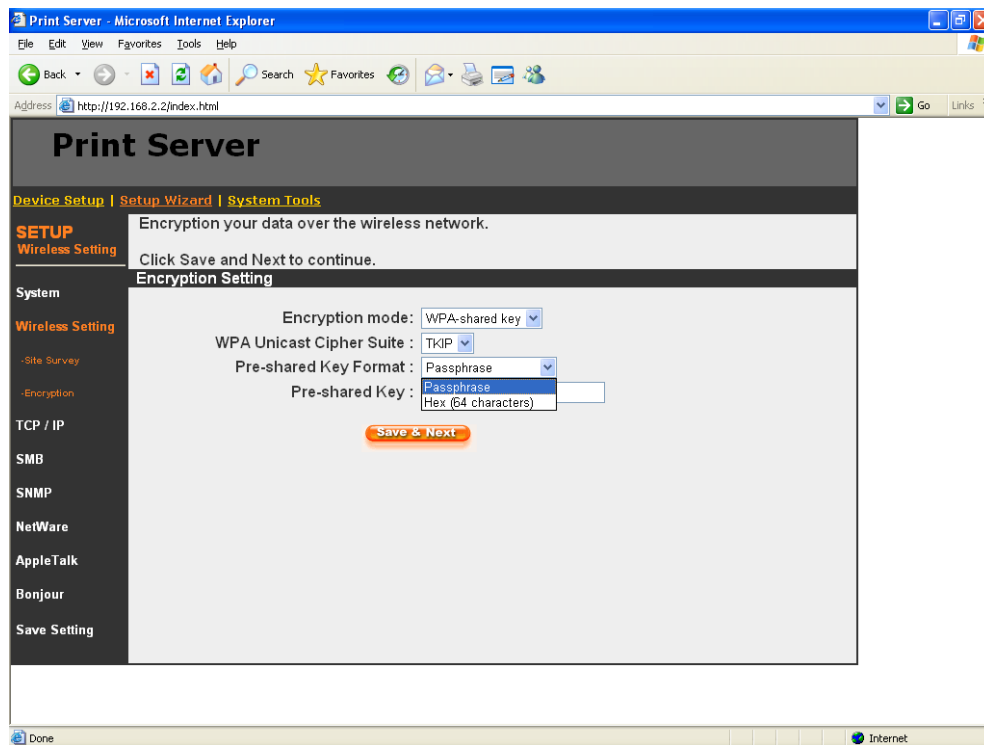 Print Server - Microsoft Internet Explorer
File Edit View Favorites Tools Help
Back Search Favorites
Address http://192.168.2.2/index.html Go Links
Print Server
Device Setup | Setup Wizard | System Tools
SETUP
Wireless Setting
System
Wireless Setting
-Site Survey
-Encryption
TCP / IP
SMB
SNMP
NetWare
AppleTalk
Bonjour
Save Setting
Encryption your data over the wireless network.
Click Save and Next to continue.
Encryption Setting
Encryption mode: WPA-shared key
WPA Unicast Cipher Suite : TKIP
Pre-shared Key Format : Passphrase
Passphrase
Hex (64 characters)
Pre-shared Key :
Save & Next
Done Internet